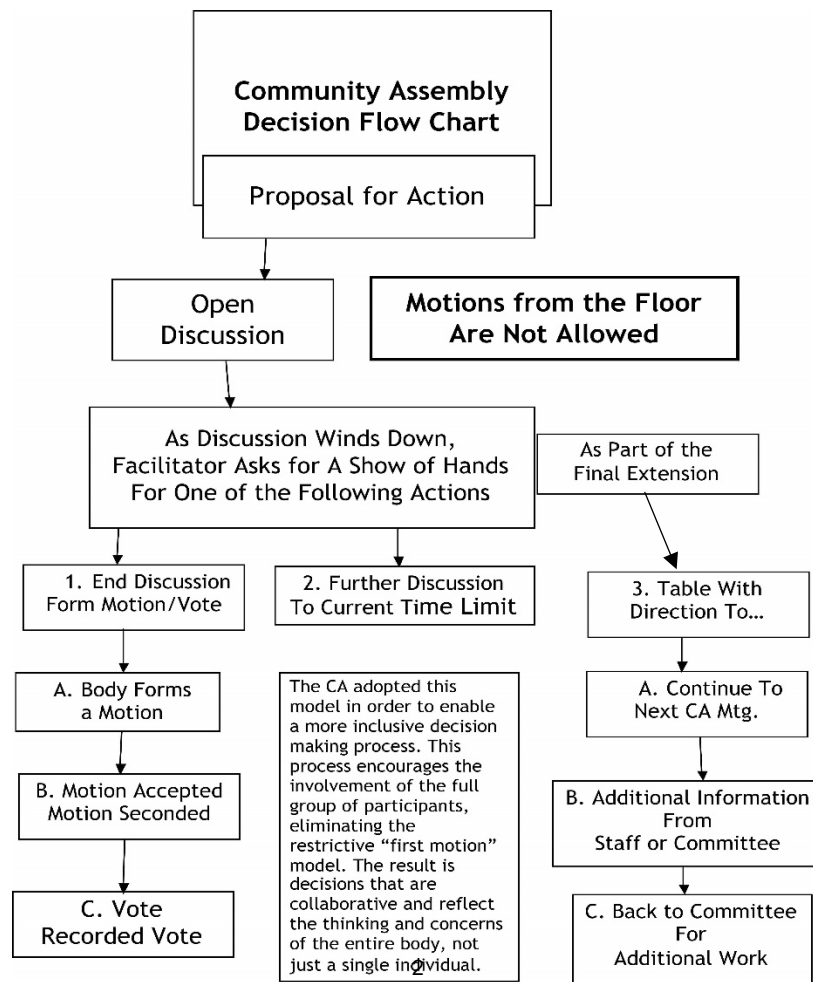 Community Assembly
Decision Flow Chart
Proposal for Action
Open
Discussion
Motions from the Floor
Are Not Allowed
As Discussion Winds Down,
Facilitator Asks for A Show of Hands
For One of the Following Actions
As Part of the
Final Extension
1. End Discussion
Form Motion/Vote
2. Further Discussion
To Current Time Limit
3. Table With
Direction To…
A. Body Forms
a Motion
B. Motion Accepted
Motion Seconded
C. Vote
Recorded Vote
The CA adopted this
model in order to enable
a more inclusive decision
making process. This
process encourages the
involvement of the full
group of participants,
eliminating the
restrictive “first motion”
model. The result is
decisions that are
collaborative and reflect
the thinking and concerns
of the entire body, not
just a single individual.
2
A. Continue To
Next CA Mtg.
B. Additional Information
From
Staff or Committee
C. Back to Committee
For
Additional Work